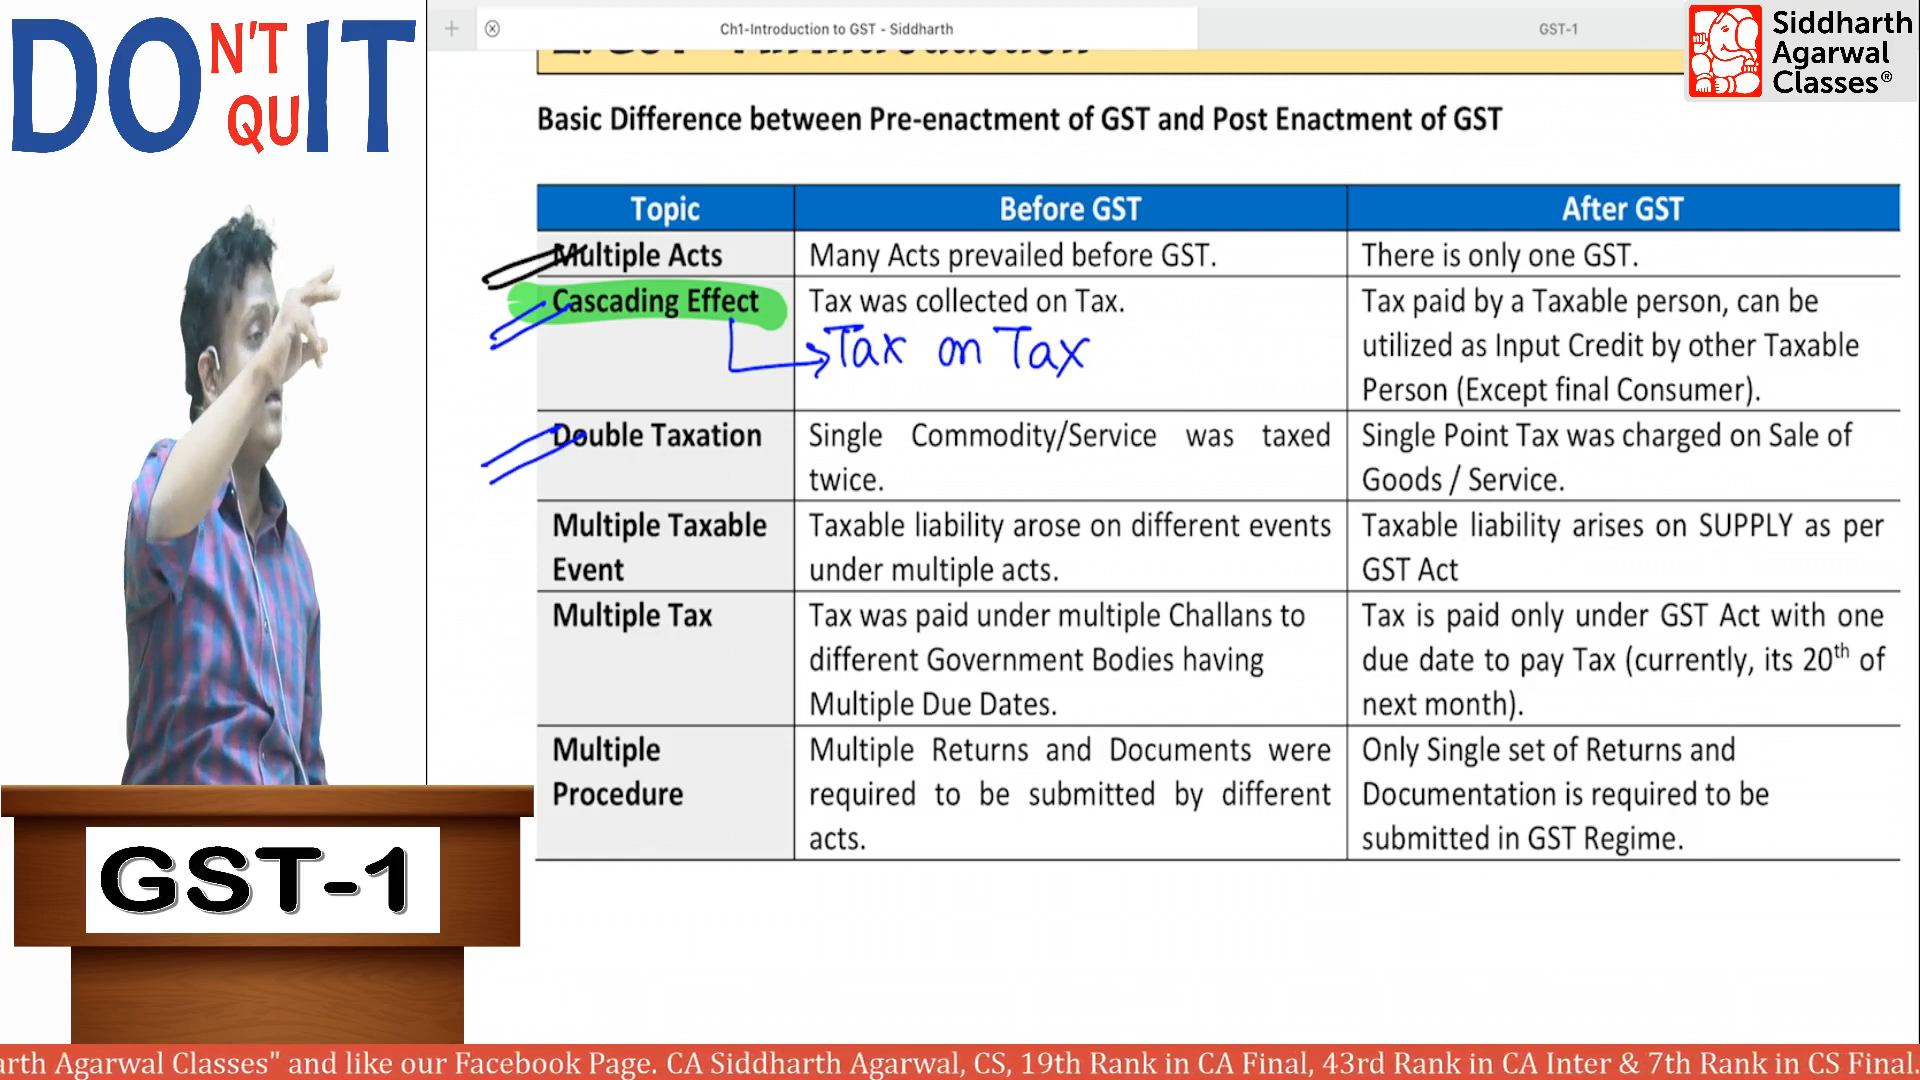 DON'T QUIT
Ch1-Introduction to GST - Siddharth
GST-1
Siddharth
Agarwal
Classes®
Basic Difference between Pre-enactment of GST and Post Enactment of GST
Topic Before GST After GST
Multiple Acts Many Acts prevailed before GST. There is only one GST.
Cascading Effect Tax was collected on Tax. Tax paid by a Taxable person, can be
Tax on Tax utilized as Input Credit by other Taxable
Person (Except final Consumer).
Double Taxation Single Commodity/Service was taxed Single Point Tax was charged on Sale of
twice. Goods / Service.
Multiple Taxable Taxable liability arose on different events Taxable liability arises on SUPPLY as per
Event under multiple acts. GST Act
Multiple Tax Tax was paid under multiple Challans to Tax is paid only under GST Act with one
different Government Bodies having due date to pay Tax (currently, its 20th of
Multiple Due Dates. next month).
Multiple Multiple Returns and Documents were Only Single set of Returns and
Procedure required to be submitted by different Documentation is required to be
acts. submitted in GST Regime.
GST-1
Agarwal Classes" and like our Facebook Page. CA Siddharth Agarwal, CS, 19th Rank in CA Final, 43rd Rank in CA Inter & 7th Rank in CS Final.